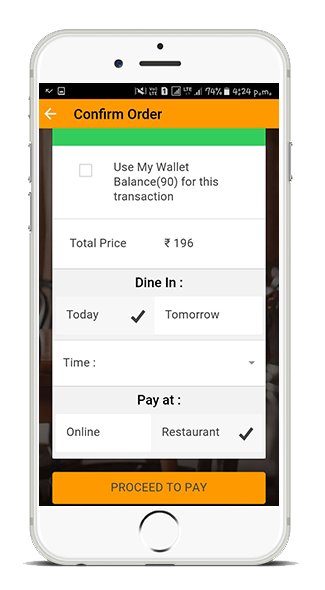 LTE 74% 4:24 p.m.
Confirm Order
Use My Wallet
Balance(90) for this
transaction
Total Price ₹ 196
Dine In :
Today Tomorrow
Time :
Pay at :
Online Restaurant
PROCEED TO PAY